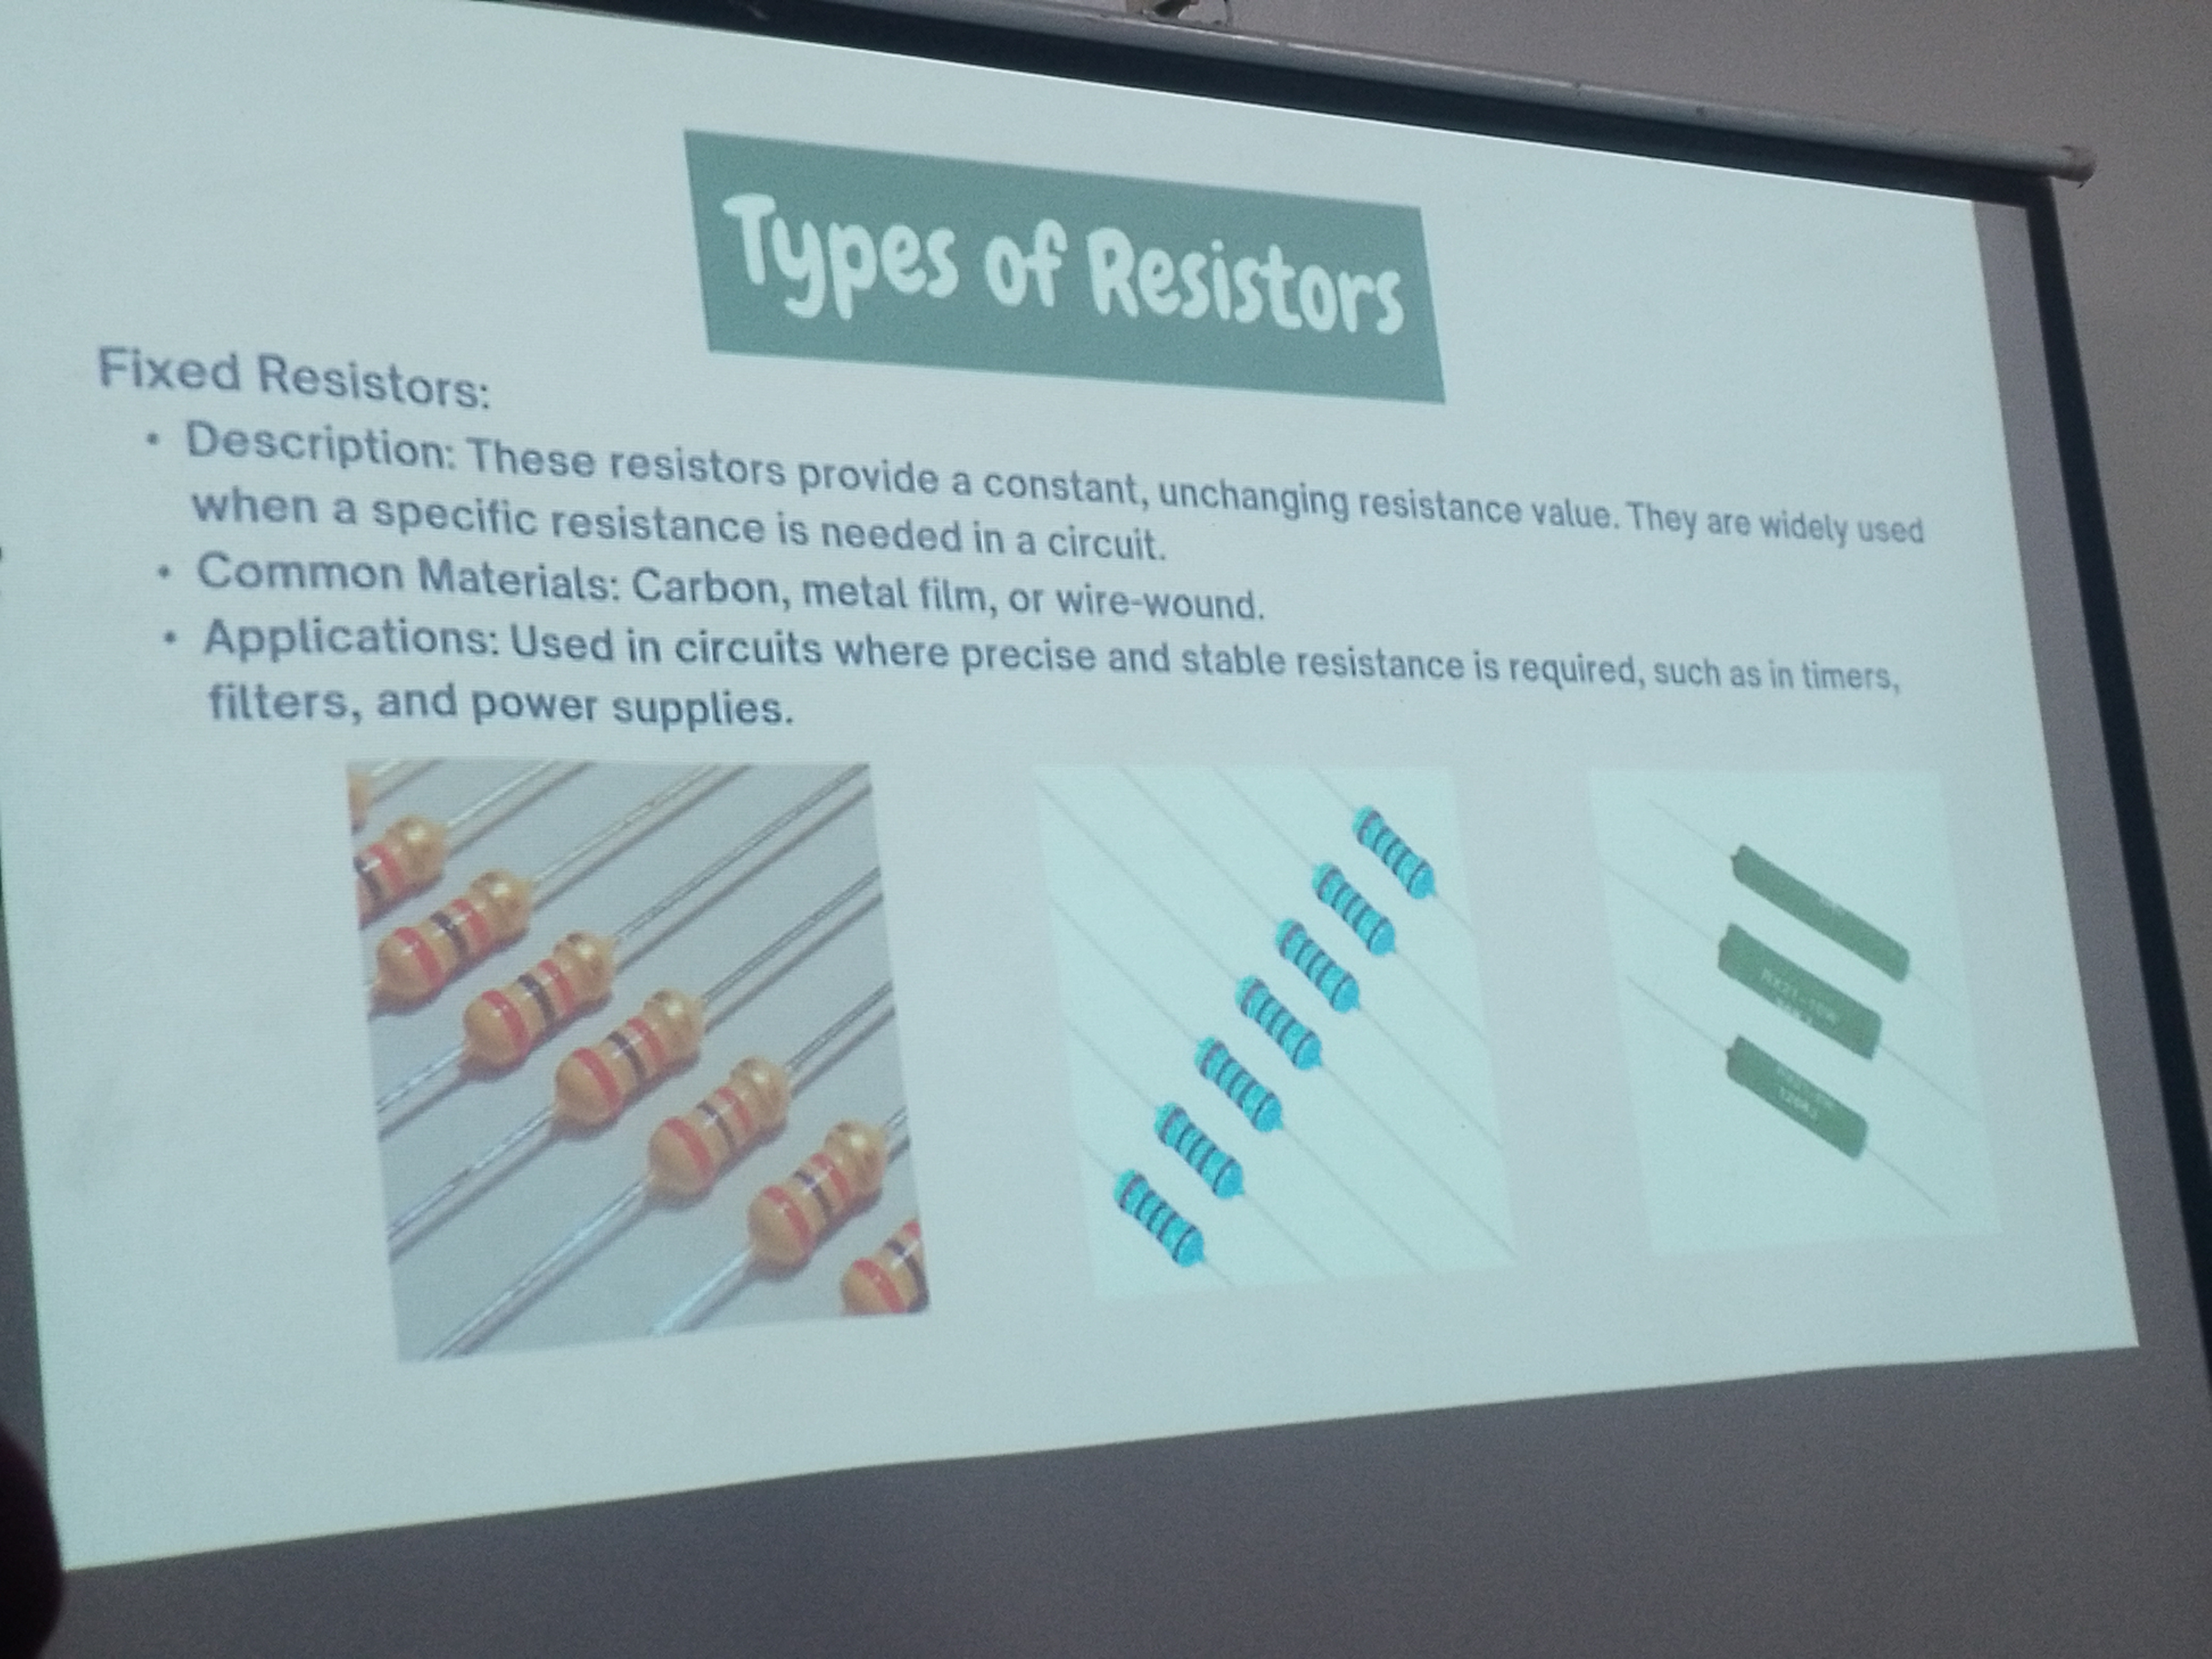 Types of Resistors
Fixed Resistors:
• Description: These resistors provide a constant, unchanging resistance value. They are widely used
when a specific resistance is needed in a circuit.
• Common Materials: Carbon, metal film, or wire-wound.
• Applications: Used in circuits where precise and stable resistance is required, such as in timers,
filters, and power supplies.